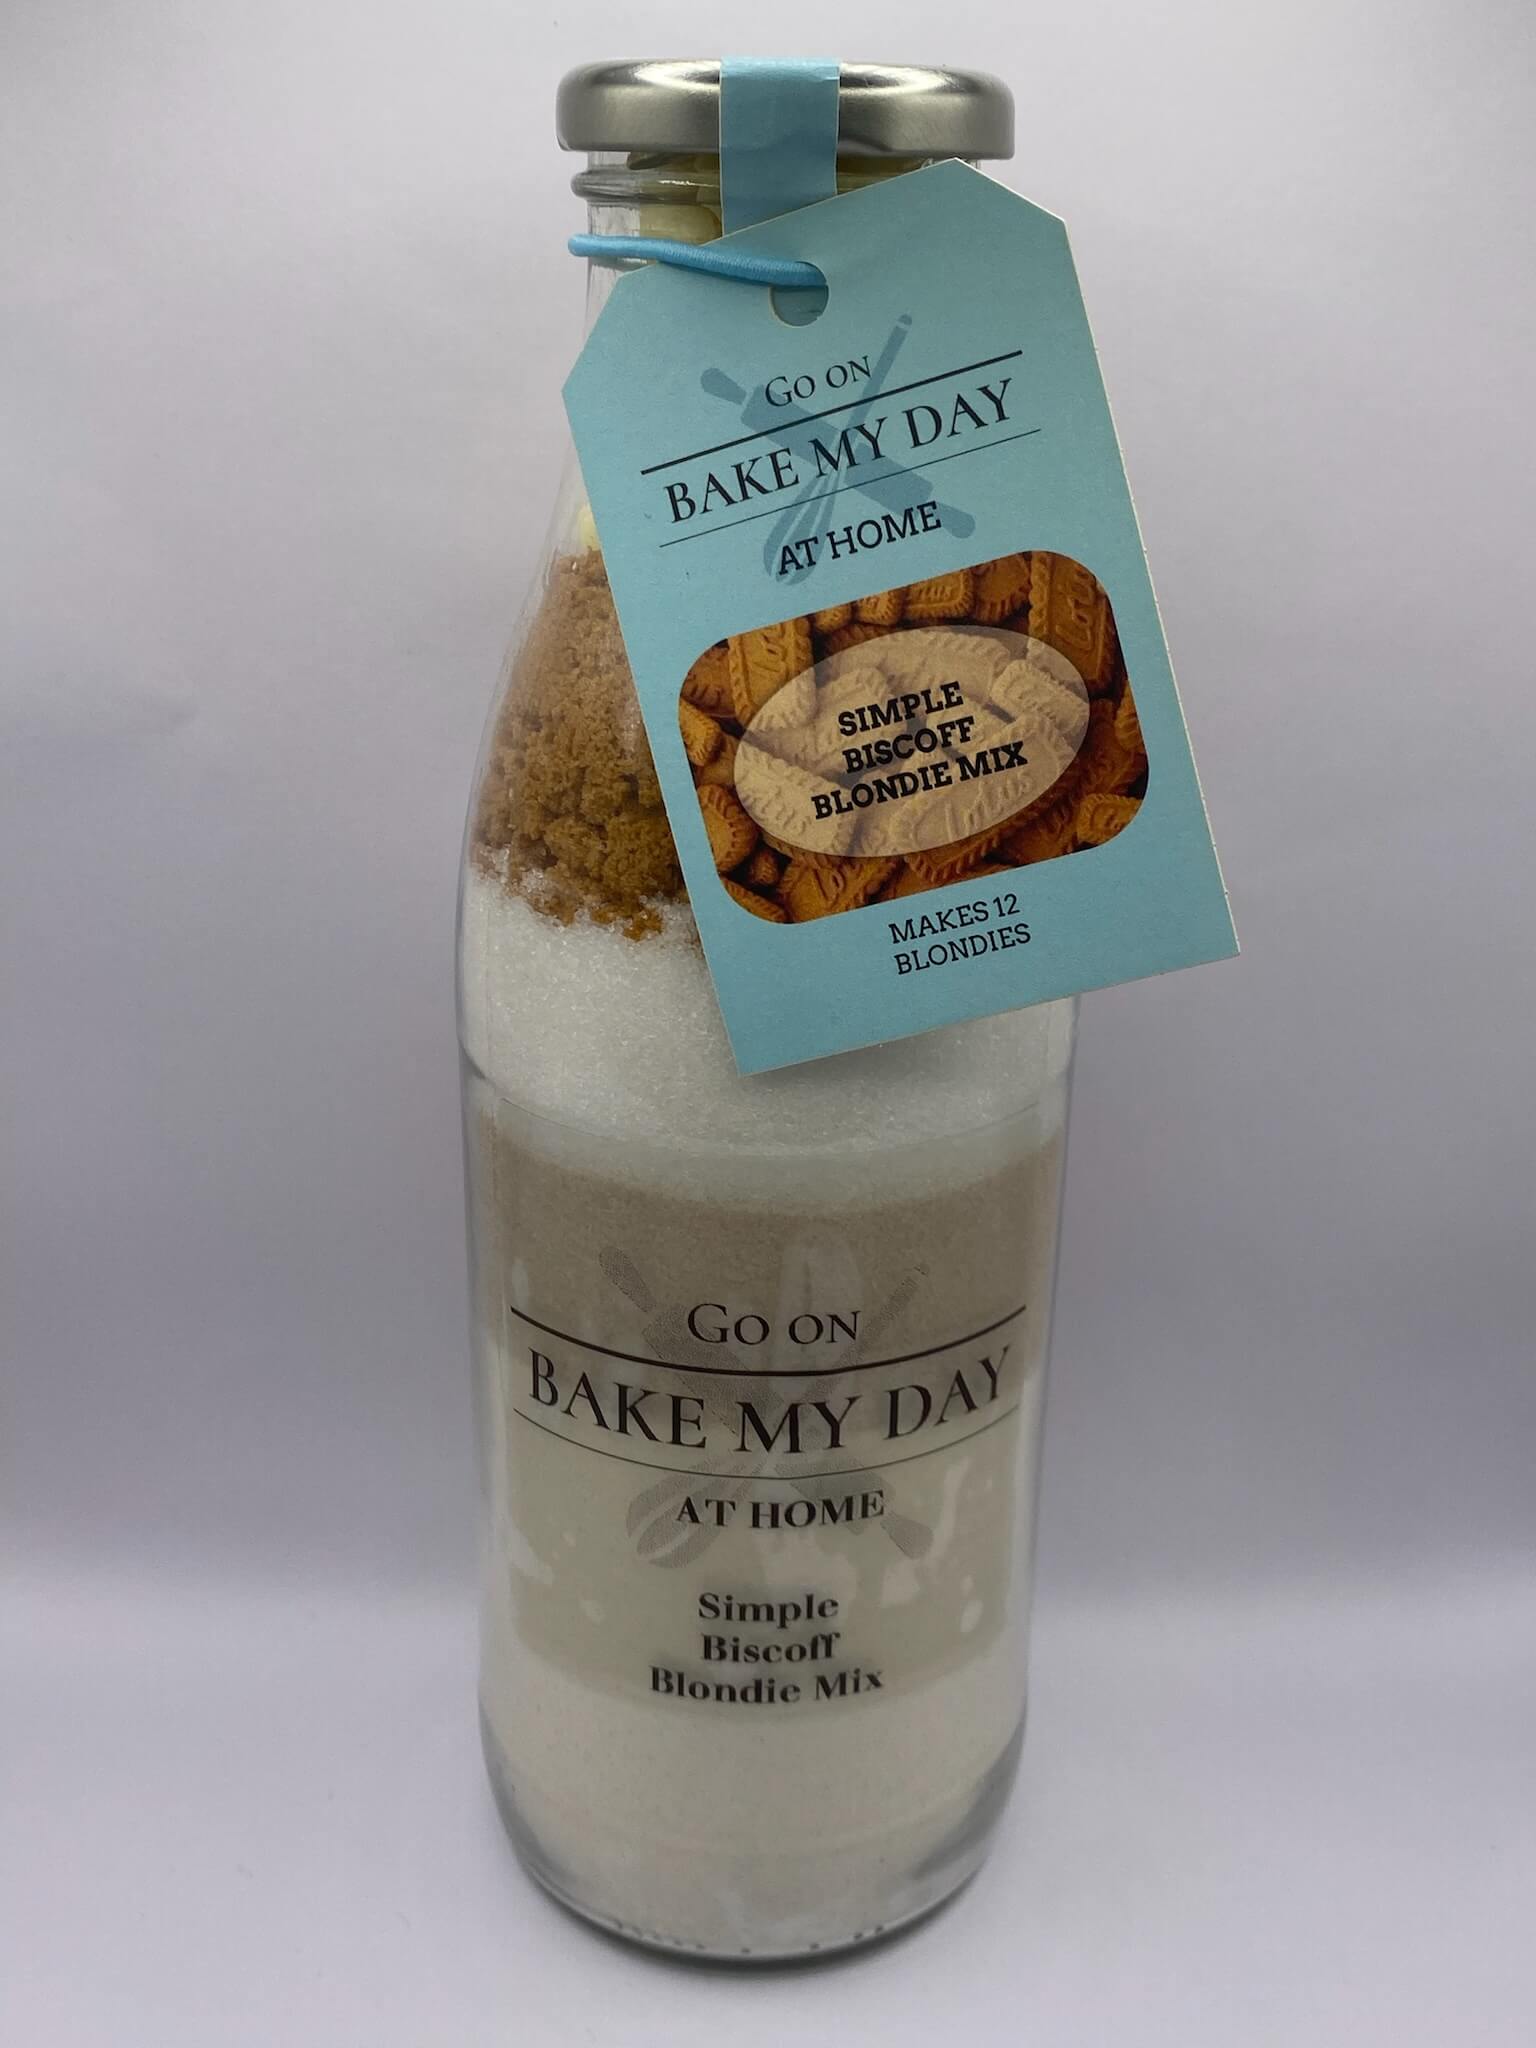 GO ON
BAKE MY DAY
AT HOME
SIMPLE
BISCOFF
BLONDIE MIX
MAKES 12
BLONDIES
GO ON
BAKE MY DAY
AT HOME
Simple
Biscoff
Blondie Mix